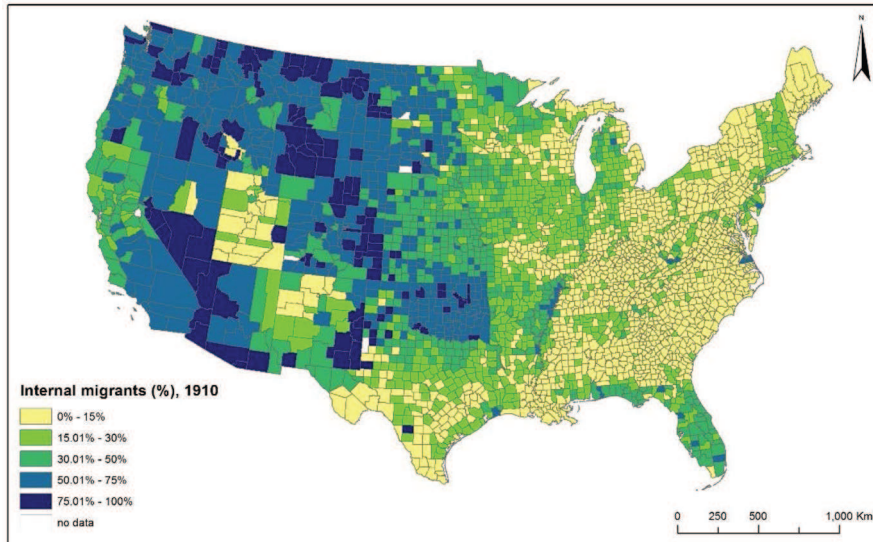 N
Internal migrants (%), 1910
0% - 15%
15.01% - 30%
30.01% - 50%
50.01% - 75%
75.01% - 100%
no data
0 250 500 1,000 Km